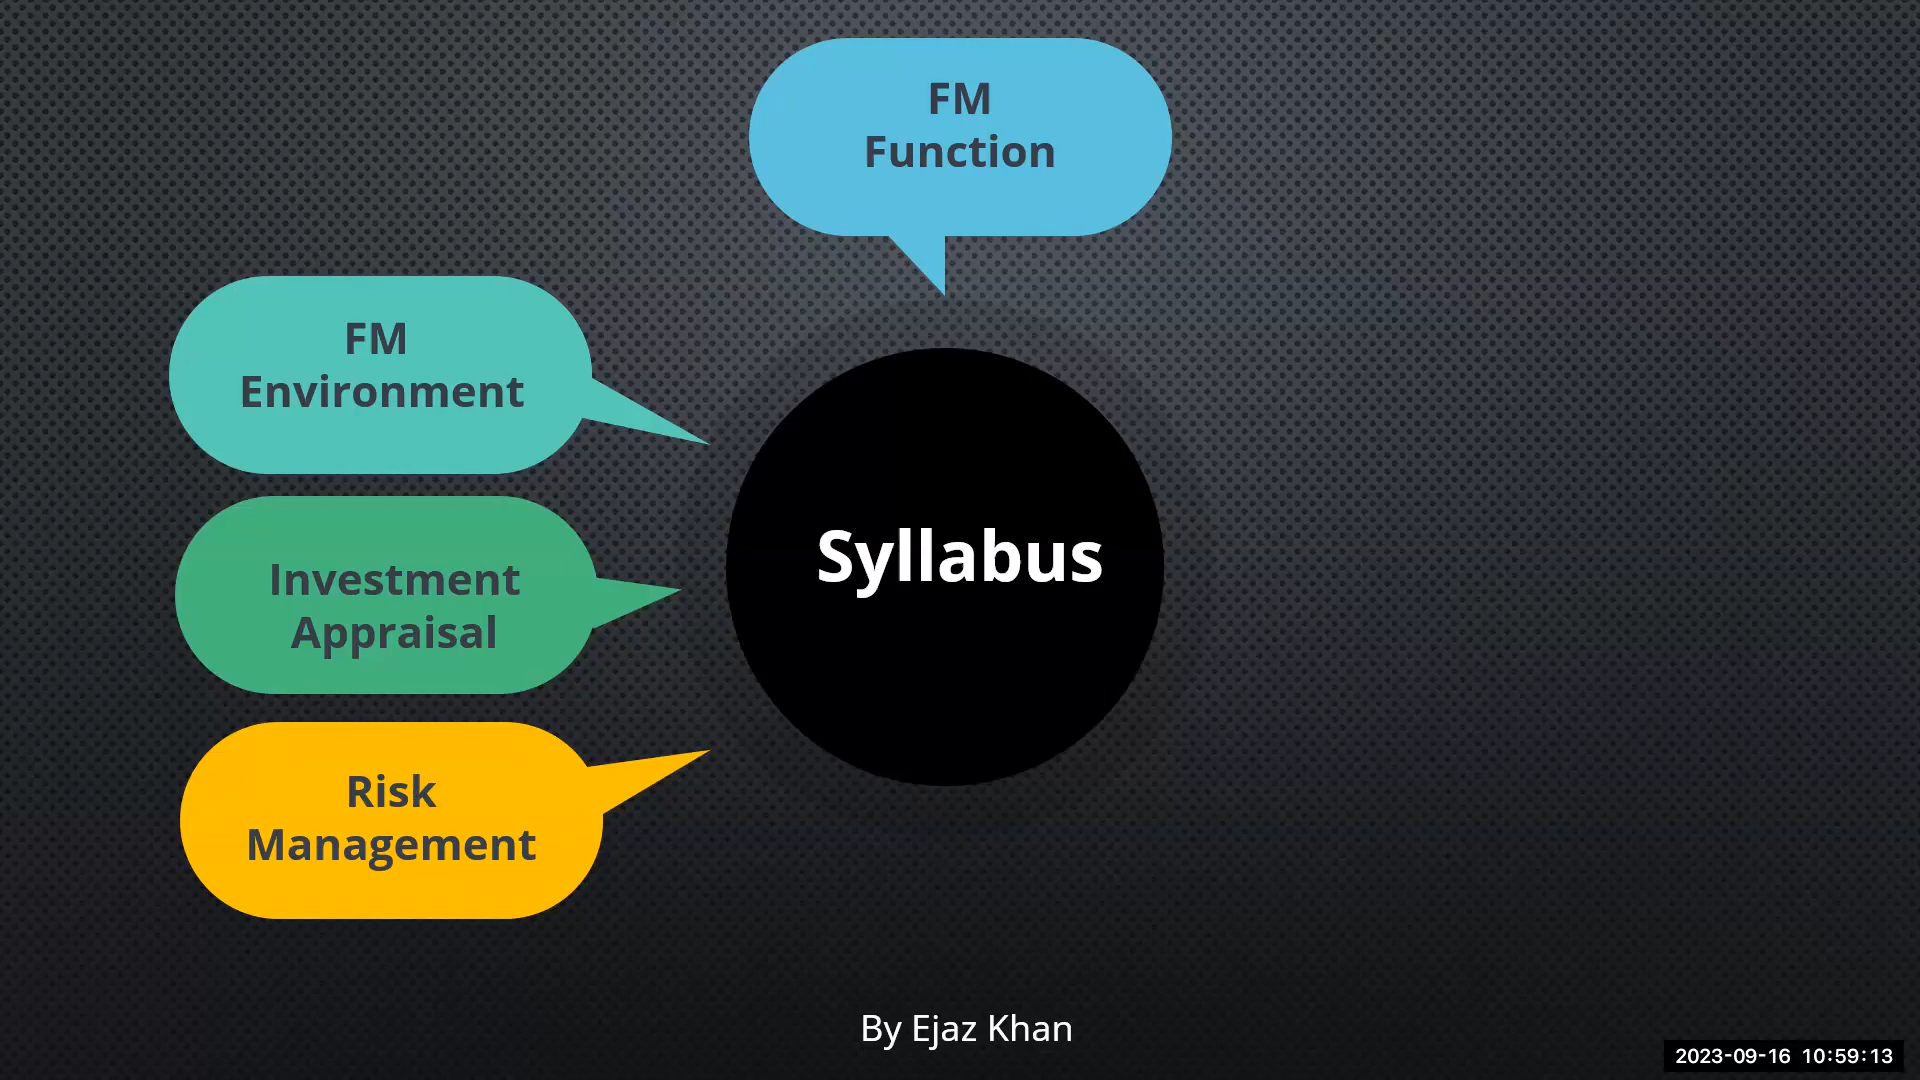 FM
Function
FM
Environment
Investment
Appraisal
Risk
Management
Syllabus
By Ejaz Khan
2023-09-16 10:59:13